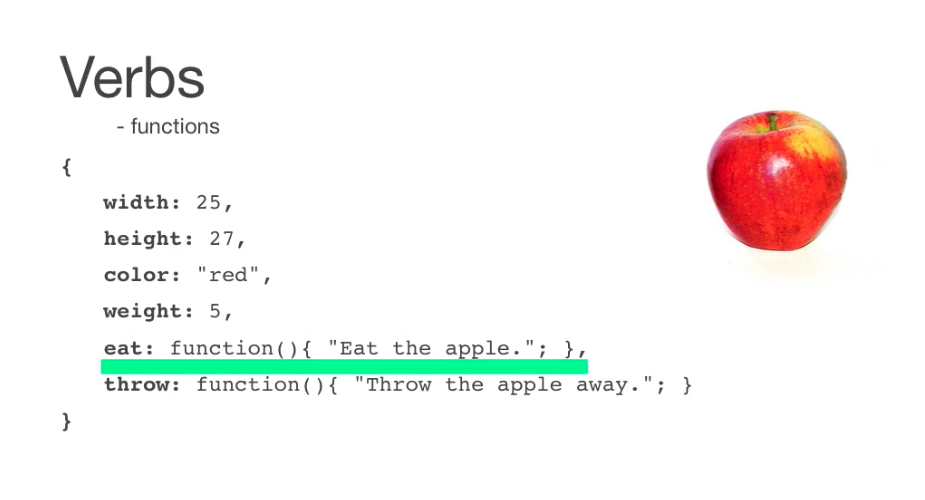 Verbs
- functions
{
width: 25,
height: 27,
color: "red",
weight: 5,
eat: function(){ "Eat the apple."; },
throw: function(){ "Throw the apple away."; }
}